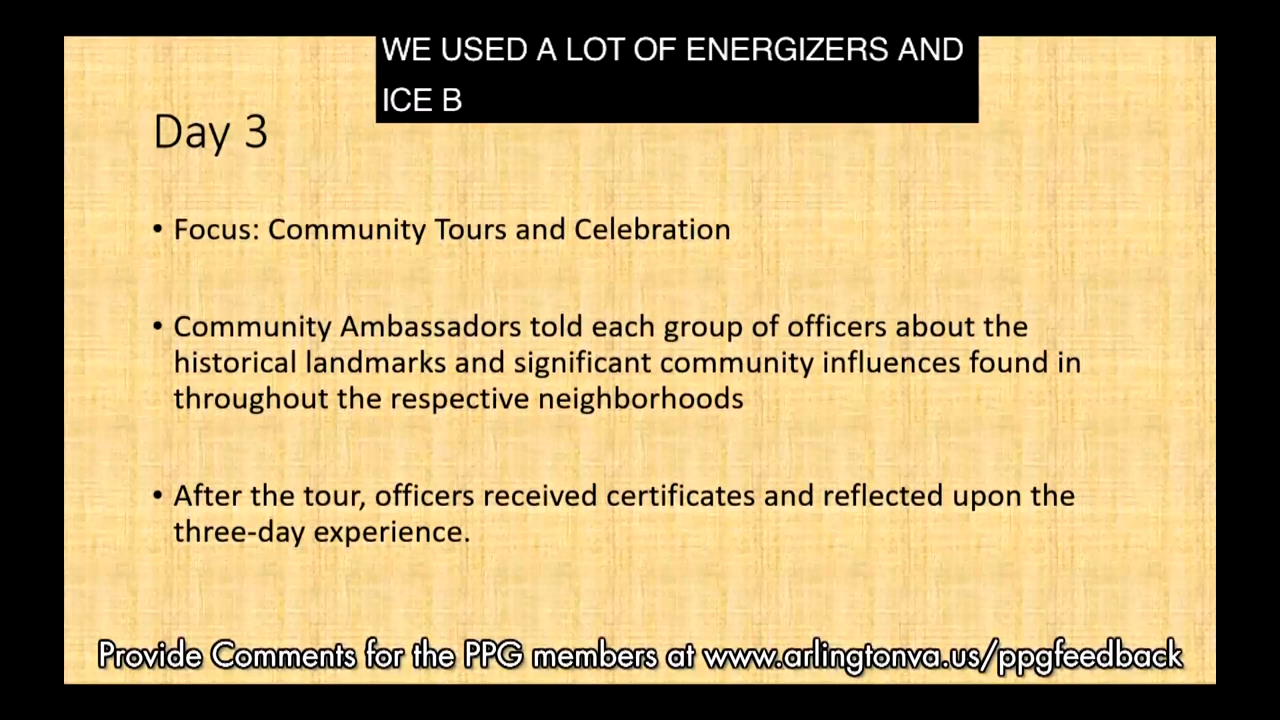 WE USED A LOT OF ENERGIZERS AND
ICE B
Day 3
• Focus: Community Tours and Celebration
• Community Ambassadors told each group of officers about the
historical landmarks and significant community influences found in
throughout the respective neighborhoods
• After the tour, officers received certificates and reflected upon the
three-day experience.
Provide Comments for the PPG members at www.arlingtonva.us/ppgfeedback